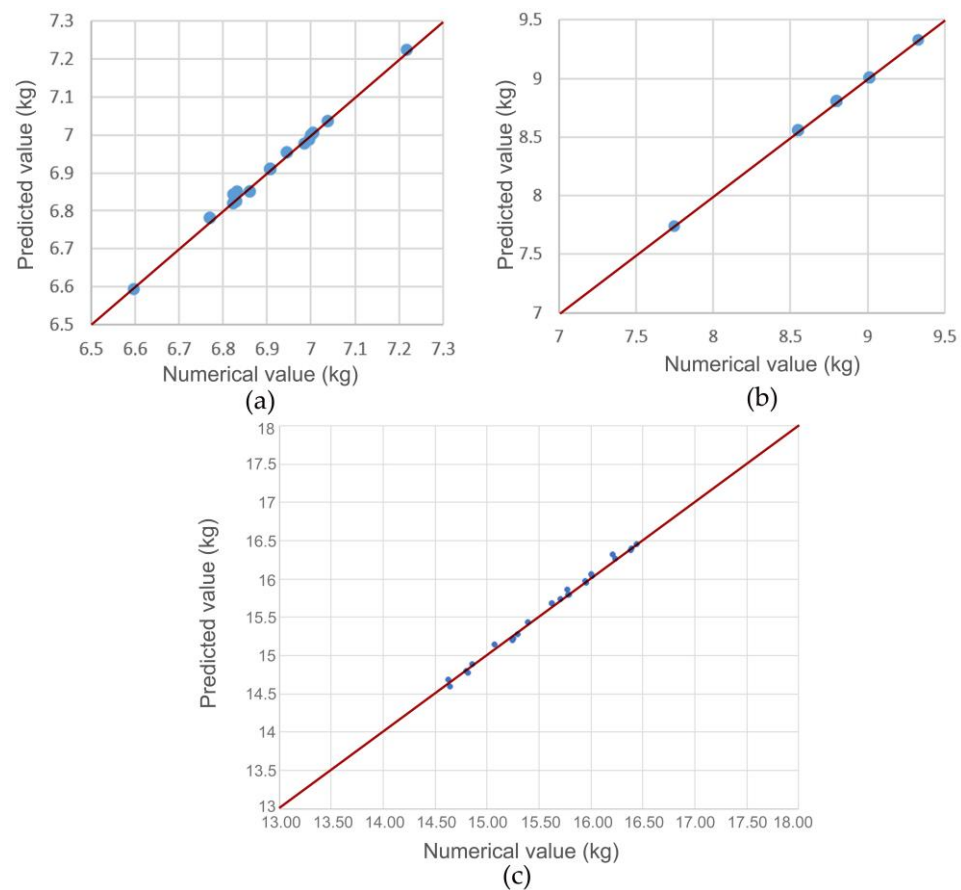 7.3
7.2
7.1
7
6.9
6.8
6.7
6.6
6.5
Predicted value (kg)
6.5 6.6 6.7 6.8 6.9 7 7.1 7.2 7.3
Numerical value (kg)
(a)
9.5
9
8.5
8
7.5
7
Predicted value (kg)
7 7.5 8 8.5 9 9.5
Numerical value (kg)
(b)
18
17.5
17
16.5
16
15.5
15
14.5
14
13.5
13
Predicted value (kg)
13.00 13.50 14.00 14.50 15.00 15.50 16.00 16.50 17.00 17.50 18.00
Numerical value (kg)
(c)